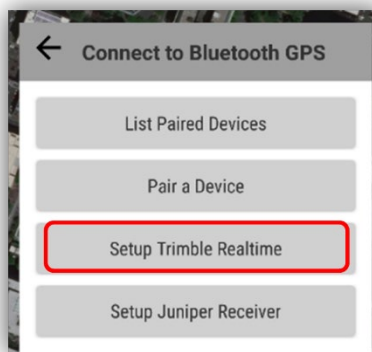 Connect to Bluetooth GPS
List Paired Devices
Pair a Device
Setup Trimble Realtime
Setup Juniper Receiver